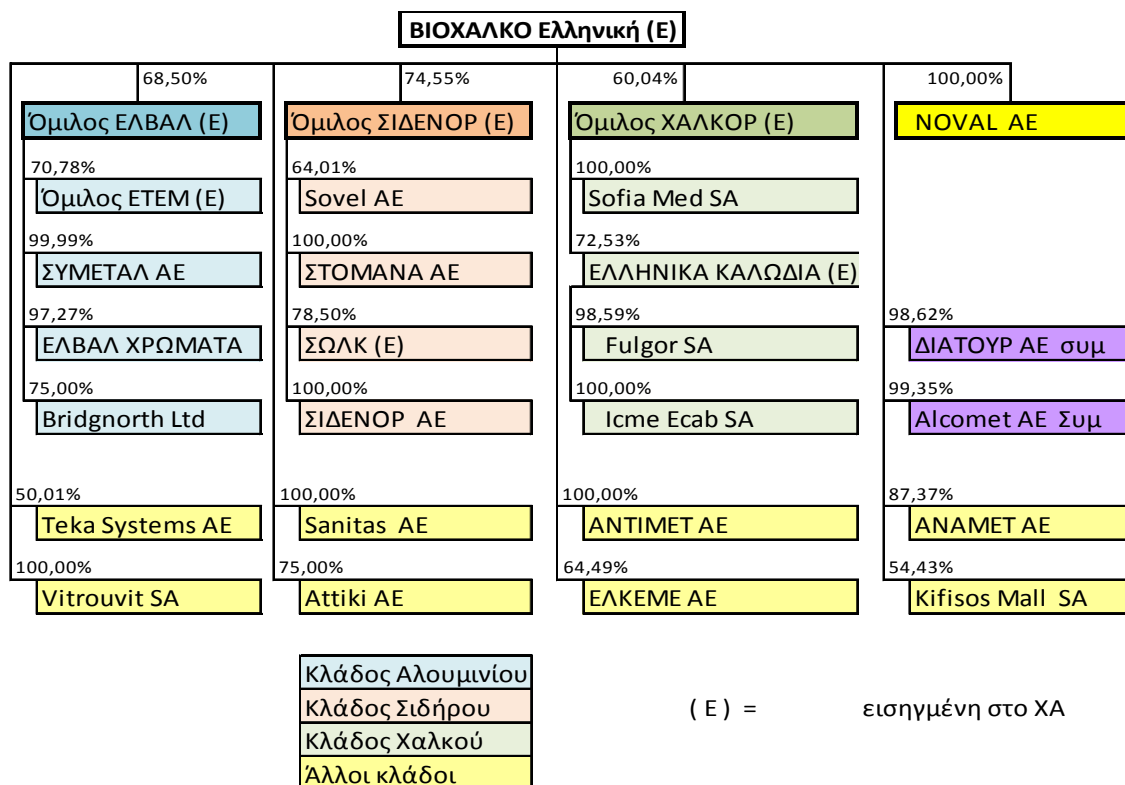 ΒΙΟΧΑΛΚΟ Ελληνική (Ε)
68,50% 74,55% 60,04% 100,00%
Όμιλος ΕΛΒΑΛ (Ε) Όμιλος ΣΙΔΕΝΟΡ (Ε) Όμιλος ΧΑΛΚΟΡ (Ε) NOVAL ΑΕ
70,78% 64,01% 100,00%
Όμιλος ΕΤΕΜ (Ε) Sovel ΑΕ Sofia Med SA
99,99% 100,00% 72,53%
ΣΥΜΕΤΑΛ ΑΕ ΣΤΟΜΑΝΑ ΑΕ ΕΛΛΗΝΙΚΑ ΚΑΛΩΔΙΑ (Ε)
97,27% 78,50% 98,59% 98,62%
ΕΛΒΑΛ ΧΡΩΜΑΤΑ ΣΩΛΚ (Ε) Fulgor SA ΔΙΑΤΟΥΡ ΑΕ συμ
75,00% 100,00% 100,00% 99,35%
Bridgnorth Ltd ΣΙΔΕΝΟΡ ΑΕ Icme Ecab SA Alcomet ΑΕ Συμ
50,01% 100,00% 100,00% 87,37%
Teka Systems ΑΕ Sanitas ΑΕ ΑΝΤΙΜΕΤ ΑΕ ΑΝΑΜΕΤ ΑΕ
100,00% 75,00% 64,49% 54,43%
Vitrouvit SA Attiki ΑΕ ΕΛΚΕΜΕ ΑΕ Kifisos Mall SA
Κλάδος Αλουμινίου
Κλάδος Σιδήρου ( Ε ) = εισηγμένη στο ΧΑ
Κλάδος Χαλκού
Άλλοι κλάδοι